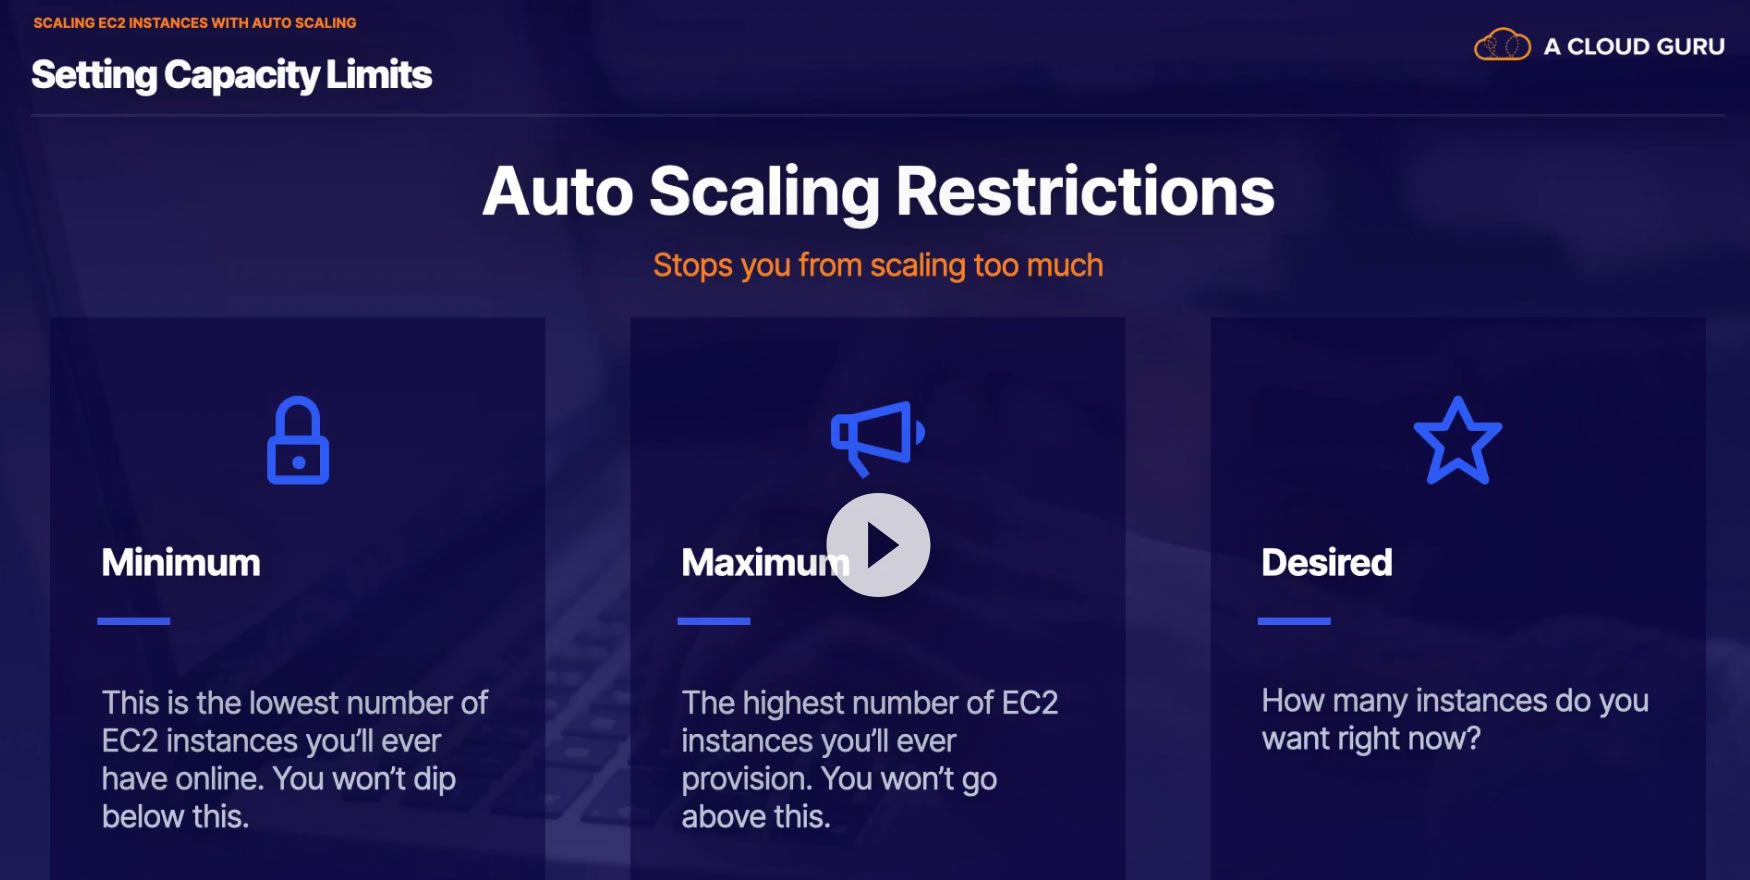 SCALING EC2 INSTANCES WITH AUTO SCALING
Setting Capacity Limits
A CLOUD GURU
Auto Scaling Restrictions
Stops you from scaling too much
Minimum
This is the lowest number of
EC2 instances you'll ever
have online. You won't dip
below this.
Maximum
The highest number of EC2
instances you'll ever
provision. You won't go
above this.
Desired
How many instances do you
want right now?